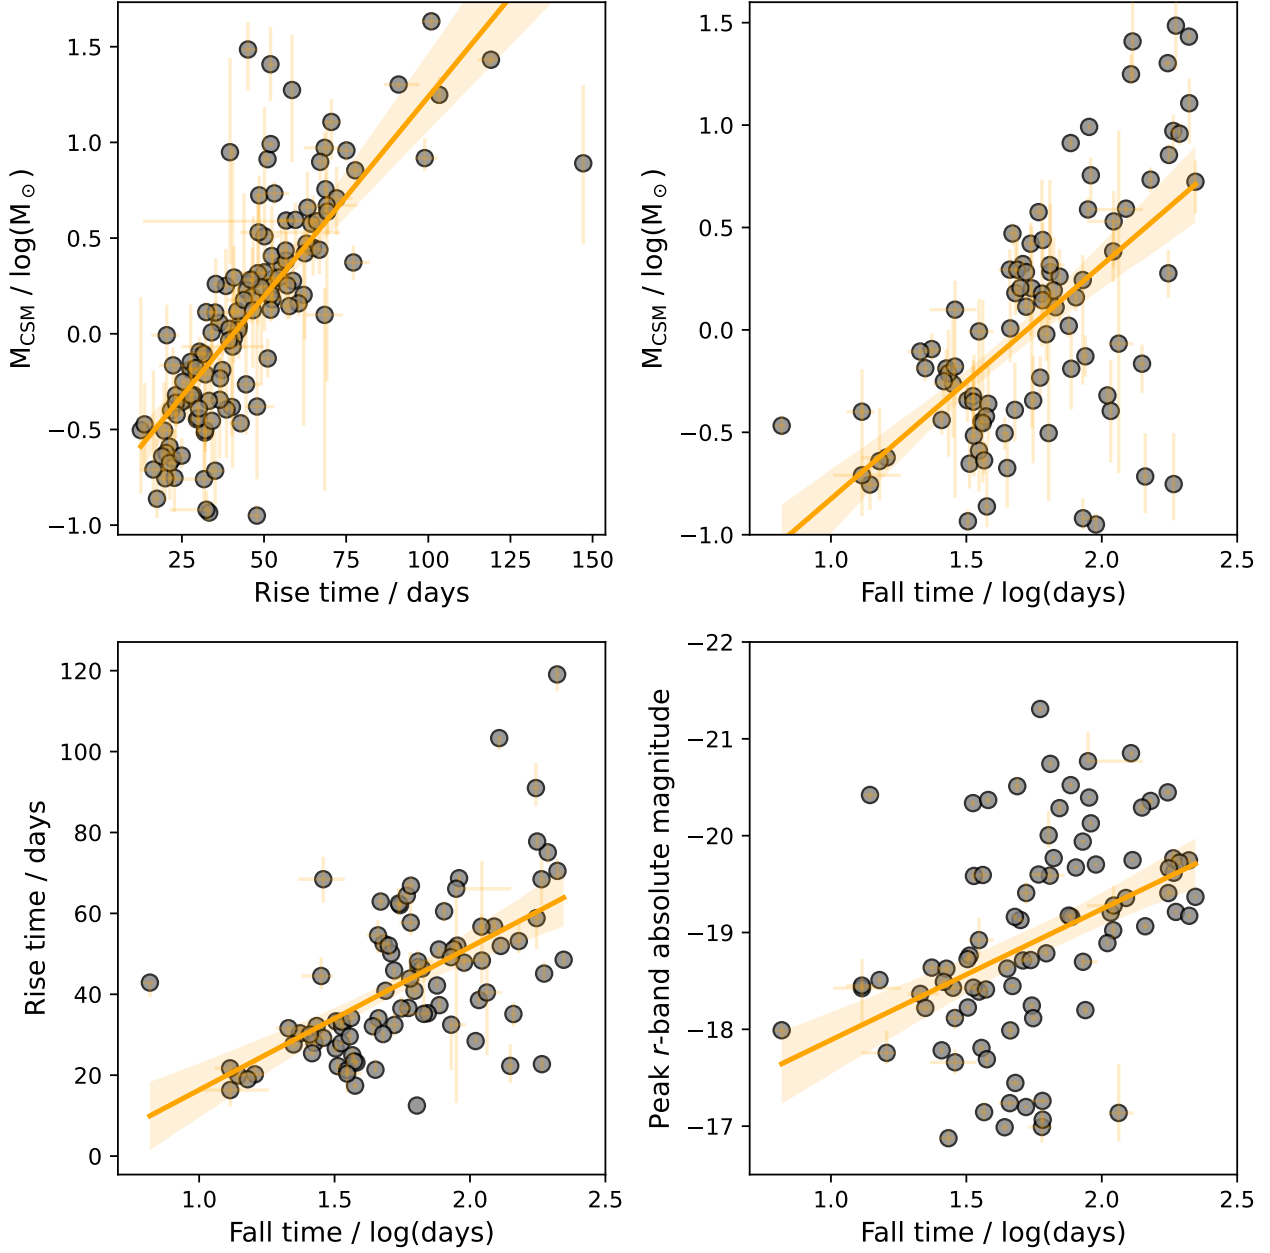 1.5
1.0
0.5
0.0
−0.5
−1.0
M_CSM / log(M_⊙)
25 50 75 100 125 150
Rise time / days
1.5
1.0
0.5
0.0
−0.5
−1.0
M_CSM / log(M_⊙)
1.0 1.5 2.0 2.5
Fall time / log(days)
120
100
80
60
40
20
0
Rise time / days
1.0 1.5 2.0 2.5
Fall time / log(days)
−22
−21
−20
−19
−18
−17
Peak r-band absolute magnitude
1.0 1.5 2.0 2.5
Fall time / log(days)